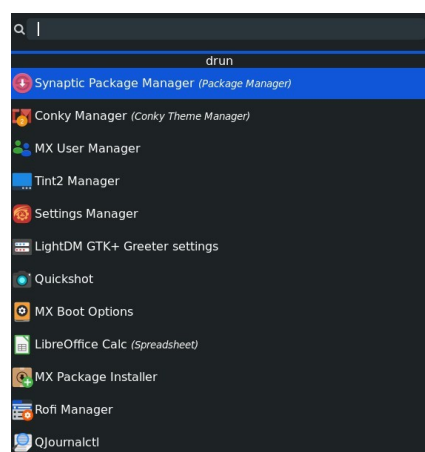 drun
Synaptic Package Manager (Package Manager)
Conky Manager (Conky Theme Manager)
MX User Manager
Tint2 Manager
Settings Manager
LightDM GTK+ Greeter settings
Quickshot
MX Boot Options
LibreOffice Calc (Spreadsheet)
MX Package Installer
Rofi Manager
QJournalctl